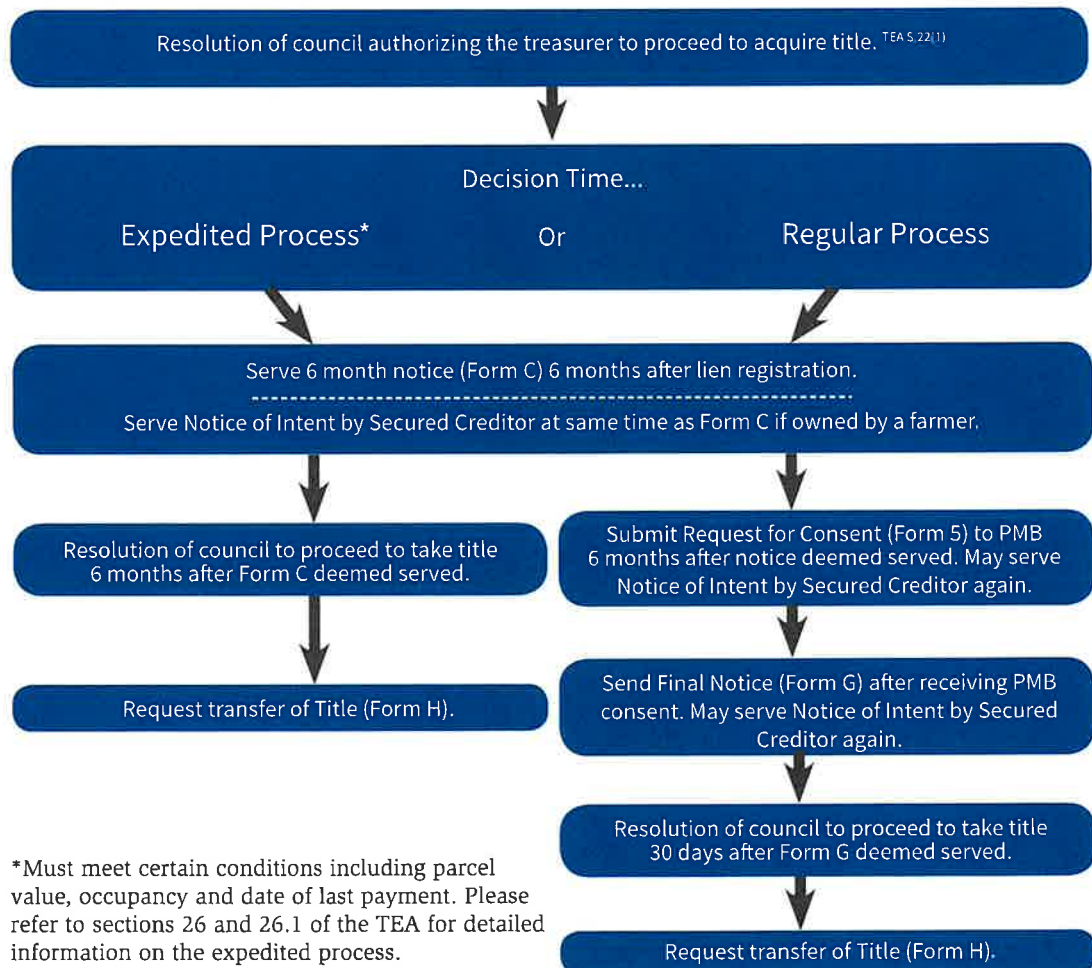 Resolution of council authorizing the treasurer to proceed to acquire title. TEA S.22(1)
Decision Time...
Expedited Process* Or Regular Process
Serve 6 month notice (Form C) 6 months after lien registration.
Serve Notice of Intent by Secured Creditor at same time as Form C if owned by a farmer.
Resolution of council to proceed to take title
6 months after Form C deemed served.
Request transfer of Title (Form H).
Submit Request for Consent (Form 5) to PMB
6 months after notice deemed served. May serve
Notice of Intent by Secured Creditor again.
Send Final Notice (Form G) after receiving PMB
consent. May serve Notice of Intent by Secured
Creditor again.
Resolution of council to proceed to take title
30 days after Form G deemed served.
Request transfer of Title (Form H).
*Must meet certain conditions including parcel
value, occupancy and date of last payment. Please
refer to sections 26 and 26.1 of the TEA for detailed
information on the expedited process.